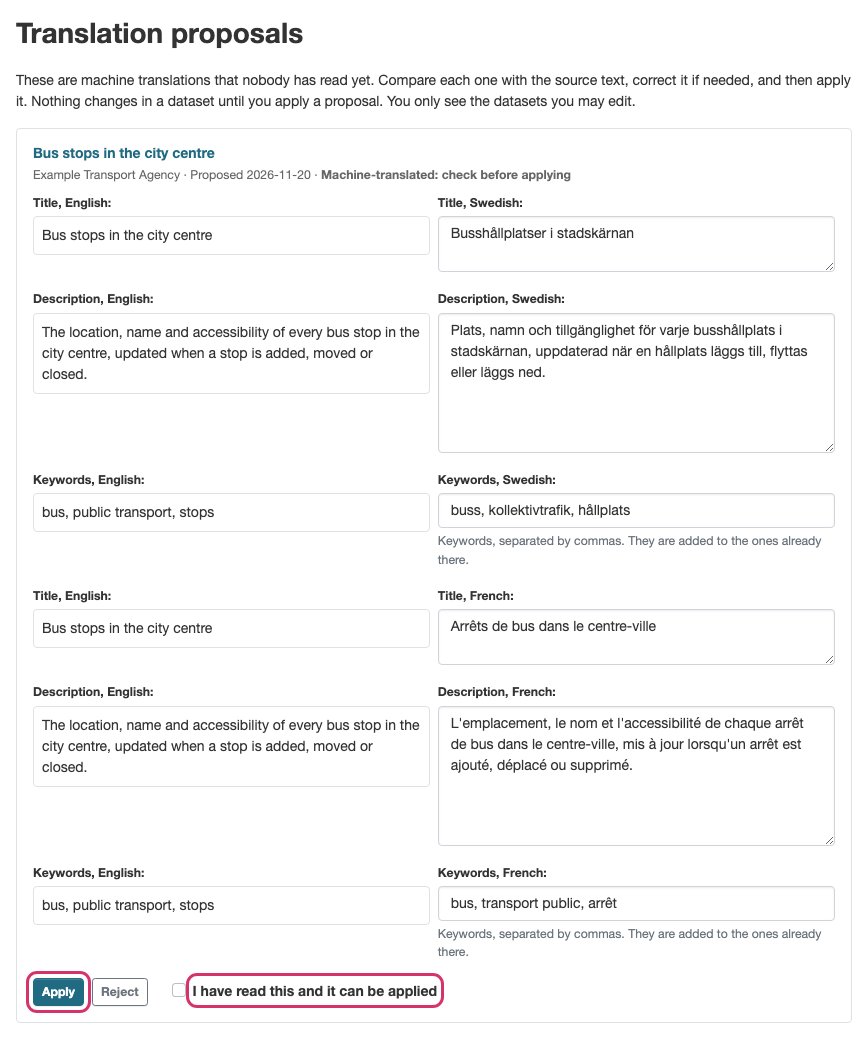 Translation proposals
These are machine translations that nobody has read yet. Compare each one with the source text, correct it if needed, and then apply
it. Nothing changes in a dataset until you apply a proposal. You only see the datasets you may edit.
Bus stops in the city centre
Example Transport Agency · Proposed 2026-11-20 · Machine-translated: check before applying
Title, English:
Bus stops in the city centre
Title, Swedish:
Busshållplatser i stadskärnan
Description, English:
The location, name and accessibility of every bus stop in the
city centre, updated when a stop is added, moved or
closed.
Description, Swedish:
Plats, namn och tillgänglighet för varje busshållplats i
stadskärnan, uppdaterad när en hållplats läggs till, flyttas
eller läggs ned.
Keywords, English:
bus, public transport, stops
Keywords, Swedish:
buss, kollektivtrafik, hållplats
Keywords, separated by commas. They are added to the ones already
there.
Title, English:
Bus stops in the city centre
Title, French:
Arrêts de bus dans le centre-ville
Description, English:
The location, name and accessibility of every bus stop in the
city centre, updated when a stop is added, moved or
closed.
Description, French:
L'emplacement, le nom et l'accessibilité de chaque arrêt
de bus dans le centre-ville, mis à jour lorsqu'un arrêt est
ajouté, déplacé ou supprimé.
Keywords, English:
bus, public transport, stops
Keywords, French:
bus, transport public, arrêt
Keywords, separated by commas. They are added to the ones already
there.
Apply
Reject
I have read this and it can be applied